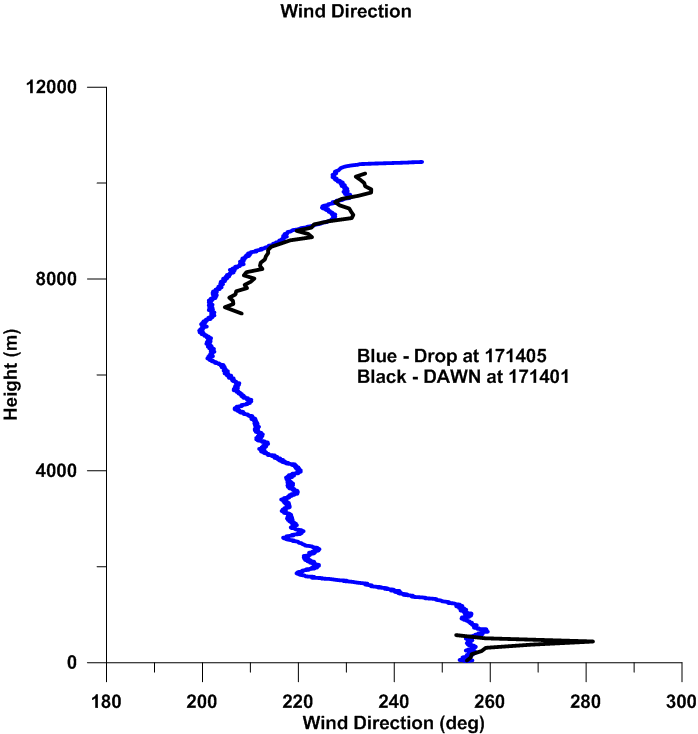 Wind Direction
12000
8000
Height (m)
Blue - Drop at 171405
Black - DAWN at 171401
4000
0
180 200 220 240 260 280 300
Wind Direction (deg)